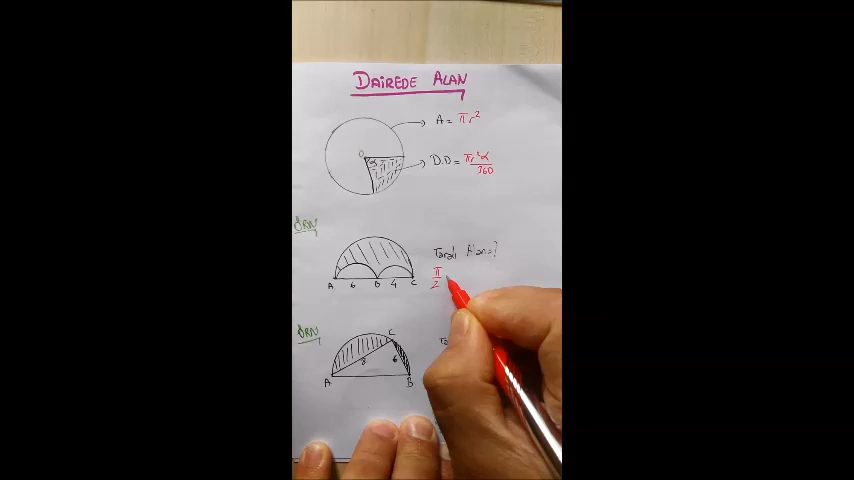 DAİREDE ALAN
A = πr²
O
α
D.D = πr²α/360
ÖRN
Taralı Alan=?
A 6 B 4 C
π/2
ÖRN
C
8 6
A B